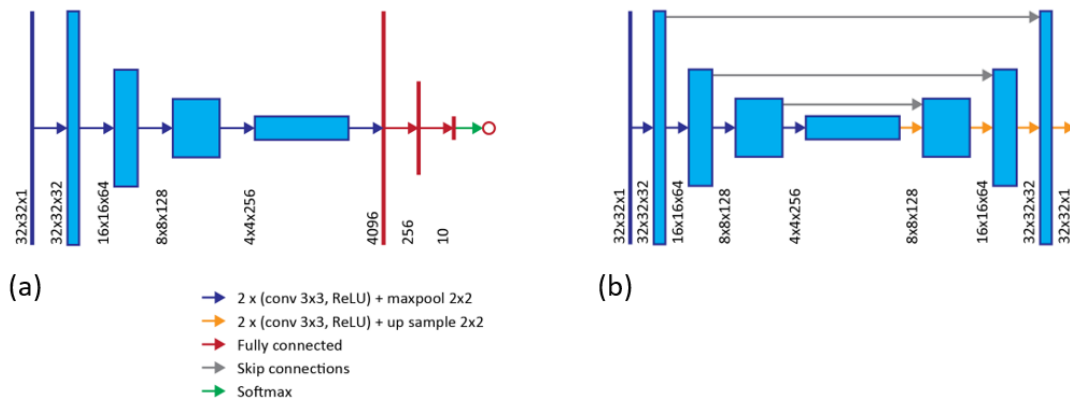 32x32x1
32x32x32
16x16x64
8x8x128
4x4x256
4096
256
10
(a)
32x32x1
32x32x32
16x16x64
8x8x128
4x4x256
8x8x128
16x16x64
32x32x32
32x32x1
(b)
2 x (conv 3x3, ReLU) + maxpool 2x2
2 x (conv 3x3, ReLU) + up sample 2x2
Fully connected
Skip connections
Softmax